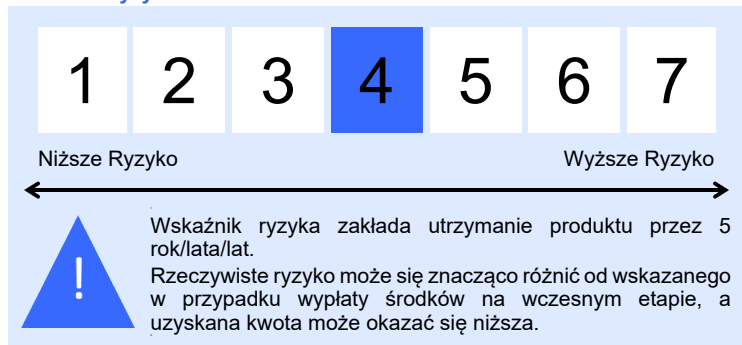 1 2 3 4 5 6 7
Niższe Ryzyko Wyższe Ryzyko
!
Wskaźnik ryzyka zakłada utrzymanie produktu przez 5
rok/lata/lat.
Rzeczywiste ryzyko może się znacząco różnić od wskazanego
w przypadku wypłaty środków na wczesnym etapie, a
uzyskana kwota może okazać się niższa.